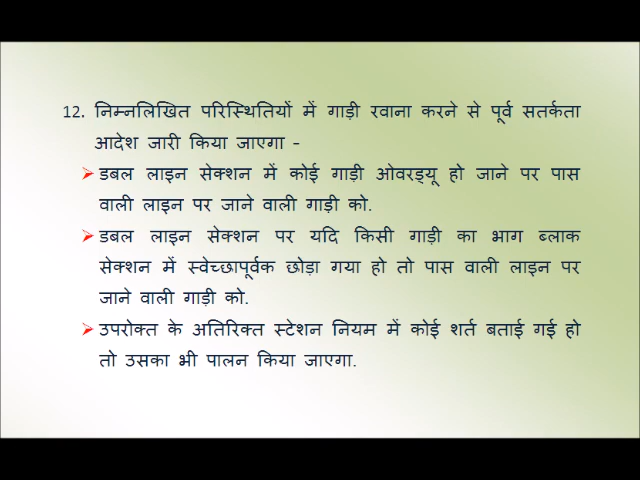 12. निम्नलिखित परिस्थितियों में गाड़ी रवाना करने से पूर्व सतर्कता
आदेश जारी किया जाएगा -
➢ डबल लाइन सेक्शन में कोई गाड़ी ओवरड्यू हो जाने पर पास
वाली लाइन पर जाने वाली गाड़ी को.
➢ डबल लाइन सेक्शन पर यदि किसी गाड़ी का भाग ब्लाक
सेक्शन में स्वेच्छापूर्वक छोड़ा गया हो तो पास वाली लाइन पर
जाने वाली गाड़ी को.
➢ उपरोक्त के अतिरिक्त स्टेशन नियम में कोई शर्त बताई गई हो
तो उसका भी पालन किया जाएगा.